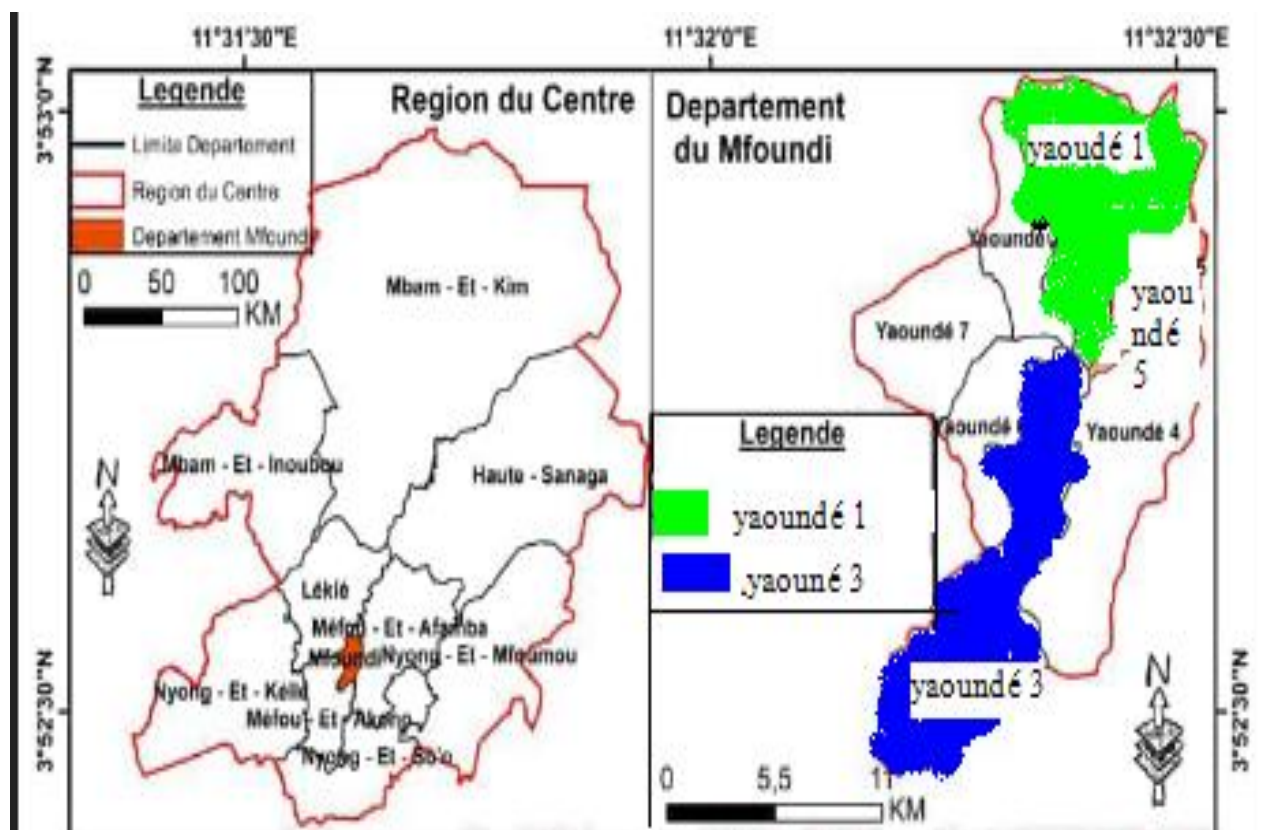 11°31'30"E
11°32'0"E
11°32'30"E
3°53'0"N
3°52'30"N
Legende
Limite Departement
Region du Centre
Departement Mfoundi
0 50 100
KM
Region du Centre
Mbam - Et - Kim
Mbam - Et - Inoubou
Haute - Sanaga
Lékié
Méfou - Et - Afamba
Mfoundi
Nyong - Et - Mfoumou
Nyong - Et - Kéllé
Méfou - Et - Akono
Nyong - Et - So'o
N
Departement
du Mfoundi
yaoudé 1
Yaoundé
Yaoundé 7
yaou
ndé
5
Yaoundé
Yaoundé 4
Legende
yaoundé 1
.yaouné 3
yaoundé 3
0 5,5 11
KM
N
3°52'30"N